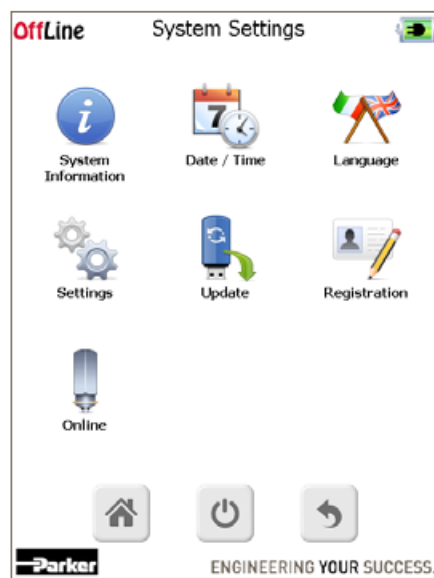 OffLine
System Settings
7
i
System
Information
Date / Time
Language
Settings
Update
Registration
Online
Parker
ENGINEERING YOUR SUCCESS.